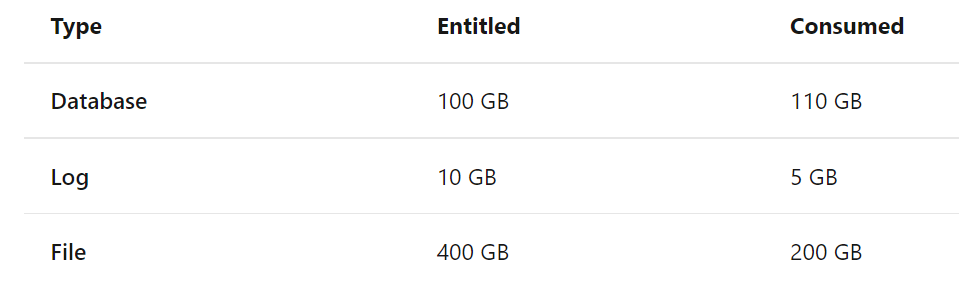 Type Entitled Consumed
Database 100 GB 110 GB
Log 10 GB 5 GB
File 400 GB 200 GB